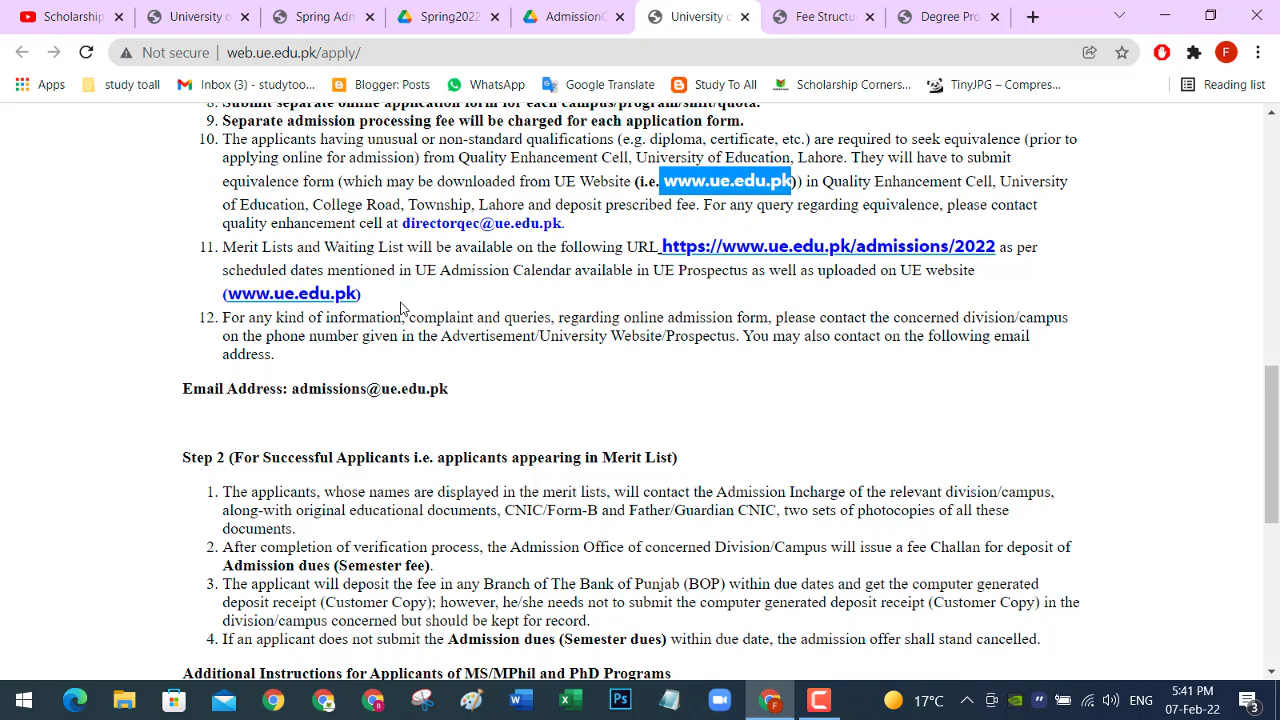 Scholarship
University o
Spring Adm
Spring2022
AdmissionC
University o
Fee Structu
Degree Pro
Not secure
web.ue.edu.pk/apply/
F
Apps
study toall
Inbox (3) - studytoo...
Blogger: Posts
WhatsApp
Google Translate
Study To All
Scholarship Corners...
TinyJPG – Compres...
Reading list
8. Submit separate online application form for each campus/program/shift/quota.
9. Separate admission processing fee will be charged for each application form.
10. The applicants having unusual or non-standard qualifications (e.g. diploma, certificate, etc.) are required to seek equivalence (prior to
applying online for admission) from Quality Enhancement Cell, University of Education, Lahore. They will have to submit
equivalence form (which may be downloaded from UE Website (i.e. www.ue.edu.pk)) in Quality Enhancement Cell, University
of Education, College Road, Township, Lahore and deposit prescribed fee. For any query regarding equivalence, please contact
quality enhancement cell at directorqec@ue.edu.pk.
11. Merit Lists and Waiting List will be available on the following URL https://www.ue.edu.pk/admissions/2022 as per
scheduled dates mentioned in UE Admission Calendar available in UE Prospectus as well as uploaded on UE website
(www.ue.edu.pk)
12. For any kind of information, complaint and queries, regarding online admission form, please contact the concerned division/campus
on the phone number given in the Advertisement/University Website/Prospectus. You may also contact on the following email
address.
Email Address: admissions@ue.edu.pk
Step 2 (For Successful Applicants i.e. applicants appearing in Merit List)
1. The applicants, whose names are displayed in the merit lists, will contact the Admission Incharge of the relevant division/campus,
along-with original educational documents, CNIC/Form-B and Father/Guardian CNIC, two sets of photocopies of all these
documents.
2. After completion of verification process, the Admission Office of concerned Division/Campus will issue a fee Challan for deposit of
Admission dues (Semester fee).
3. The applicant will deposit the fee in any Branch of The Bank of Punjab (BOP) within due dates and get the computer generated
deposit receipt (Customer Copy); however, he/she needs not to submit the computer generated deposit receipt (Customer Copy) in the
division/campus concerned but should be kept for record.
4. If an applicant does not submit the Admission dues (Semester dues) within due date, the admission offer shall stand cancelled.
Additional Instructions for Applicants of MS/MPhil and PhD Programs
Ps
17°C
ENG
5:41 PM
07-Feb-22
3